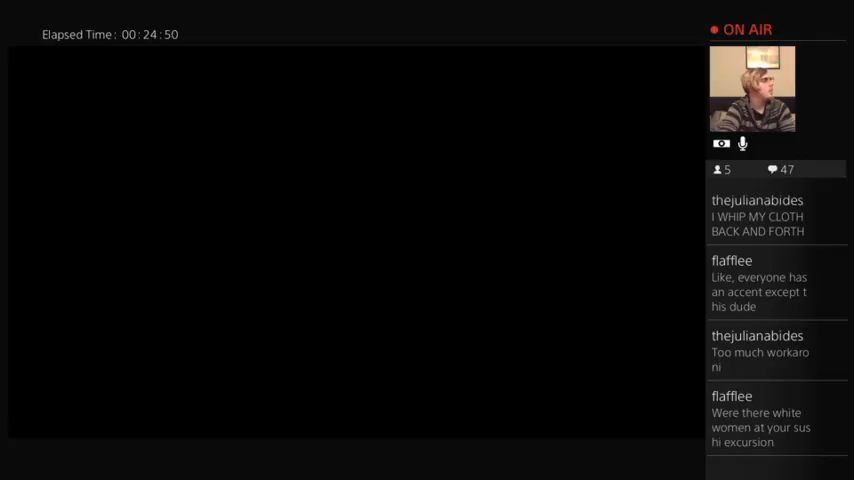 Elapsed Time: 00:24:50
ON AIR
5 47
thejulianabides
I WHIP MY CLOTH
BACK AND FORTH
flafflee
Like, everyone has
an accent except t
his dude
thejulianabides
Too much workaro
ni
flafflee
Were there white
women at your sus
hi excursion